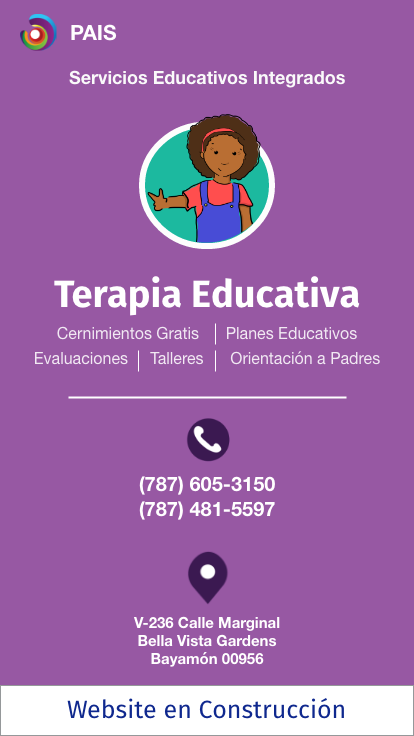 PAIS
Servicios Educativos Integrados
Terapia Educativa
Cernimientos Gratis | Planes Educativos
Evaluaciones | Talleres | Orientación a Padres
(787) 605-3150
(787) 481-5597
V-236 Calle Marginal
Bella Vista Gardens
Bayamón 00956
Website en Construcción